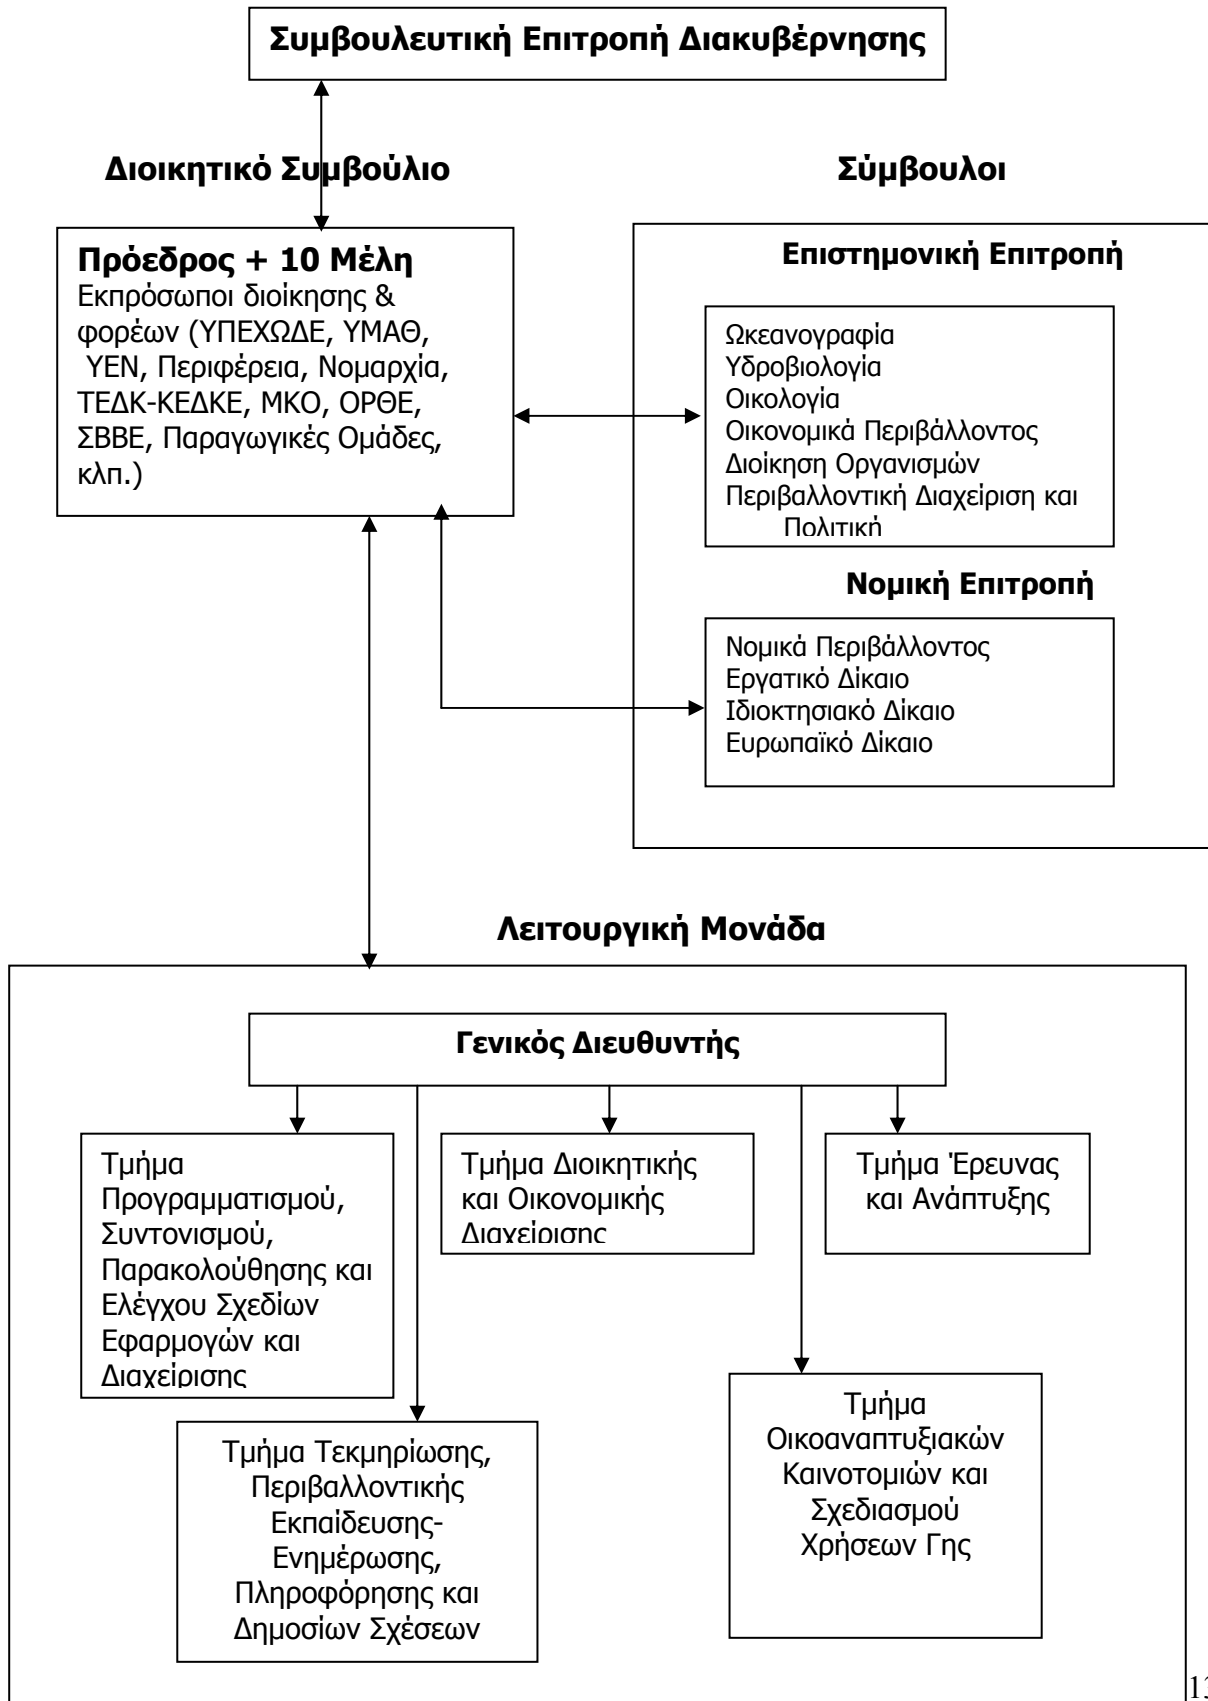 Συμβουλευτική Επιτροπή Διακυβέρνησης
Διοικητικό Συμβούλιο
Πρόεδρος + 10 Μέλη
Εκπρόσωποι διοίκησης &
φορέων (ΥΠΕΧΩΔΕ, ΥΜΑΘ,
ΥΕΝ, Περιφέρεια, Νομαρχία,
ΤΕΔΚ-ΚΕΔΚΕ, ΜΚΟ, ΟΡΘΕ,
ΣΒΒΕ, Παραγωγικές Ομάδες,
κλπ.)
Σύμβουλοι
Επιστημονική Επιτροπή
Ωκεανογραφία
Υδροβιολογία
Οικολογία
Οικονομικά Περιβάλλοντος
Διοίκηση Οργανισμών
Περιβαλλοντική Διαχείριση και
Πολιτική
Νομική Επιτροπή
Νομικά Περιβάλλοντος
Εργατικό Δίκαιο
Ιδιοκτησιακό Δίκαιο
Ευρωπαϊκό Δίκαιο
Λειτουργική Μονάδα
Γενικός Διευθυντής
Τμήμα
Προγραμματισμού,
Συντονισμού,
Παρακολούθησης και
Ελέγχου Σχεδίων
Εφαρμογών και
Διαχείρισης
Τμήμα Διοικητικής
και Οικονομικής
Διαχείρισης
Τμήμα Έρευνας
και Ανάπτυξης
Τμήμα Τεκμηρίωσης,
Περιβαλλοντικής
Εκπαίδευσης-
Ενημέρωσης,
Πληροφόρησης και
Δημοσίων Σχέσεων
Τμήμα
Οικοαναπτυξιακών
Καινοτομιών και
Σχεδιασμού
Χρήσεων Γης